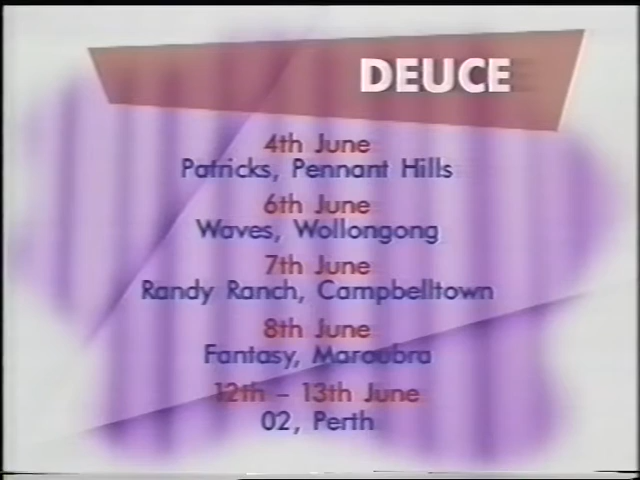 DEUCE
4th June
Patricks, Pennant Hills
6th June
Waves, Wollongong
7th June
Randy Ranch, Campbelltown
8th June
Fantasy, Maroubra
12th – 13th June
02, Perth